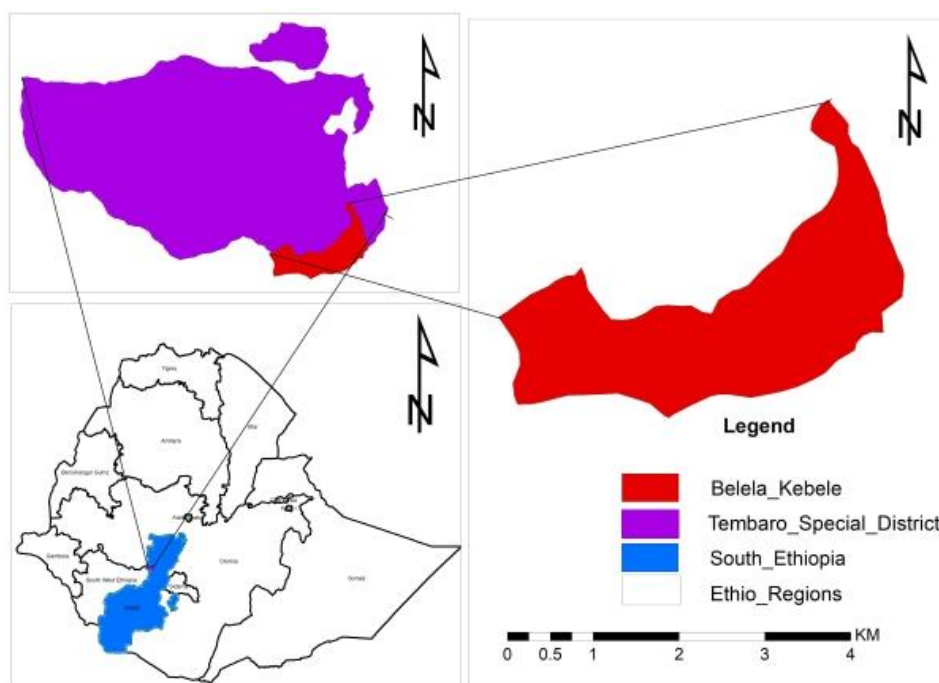 N
N
N
Tigray
Afar
Amhara
Benishangul Gumz
Gambela
Oromia
South West Ethiopia
Somali
Legend
Belela_Kebele
Tembaro_Special_District
South_Ethiopia
Ethio_Regions
KM
0 0.5 1 2 3 4